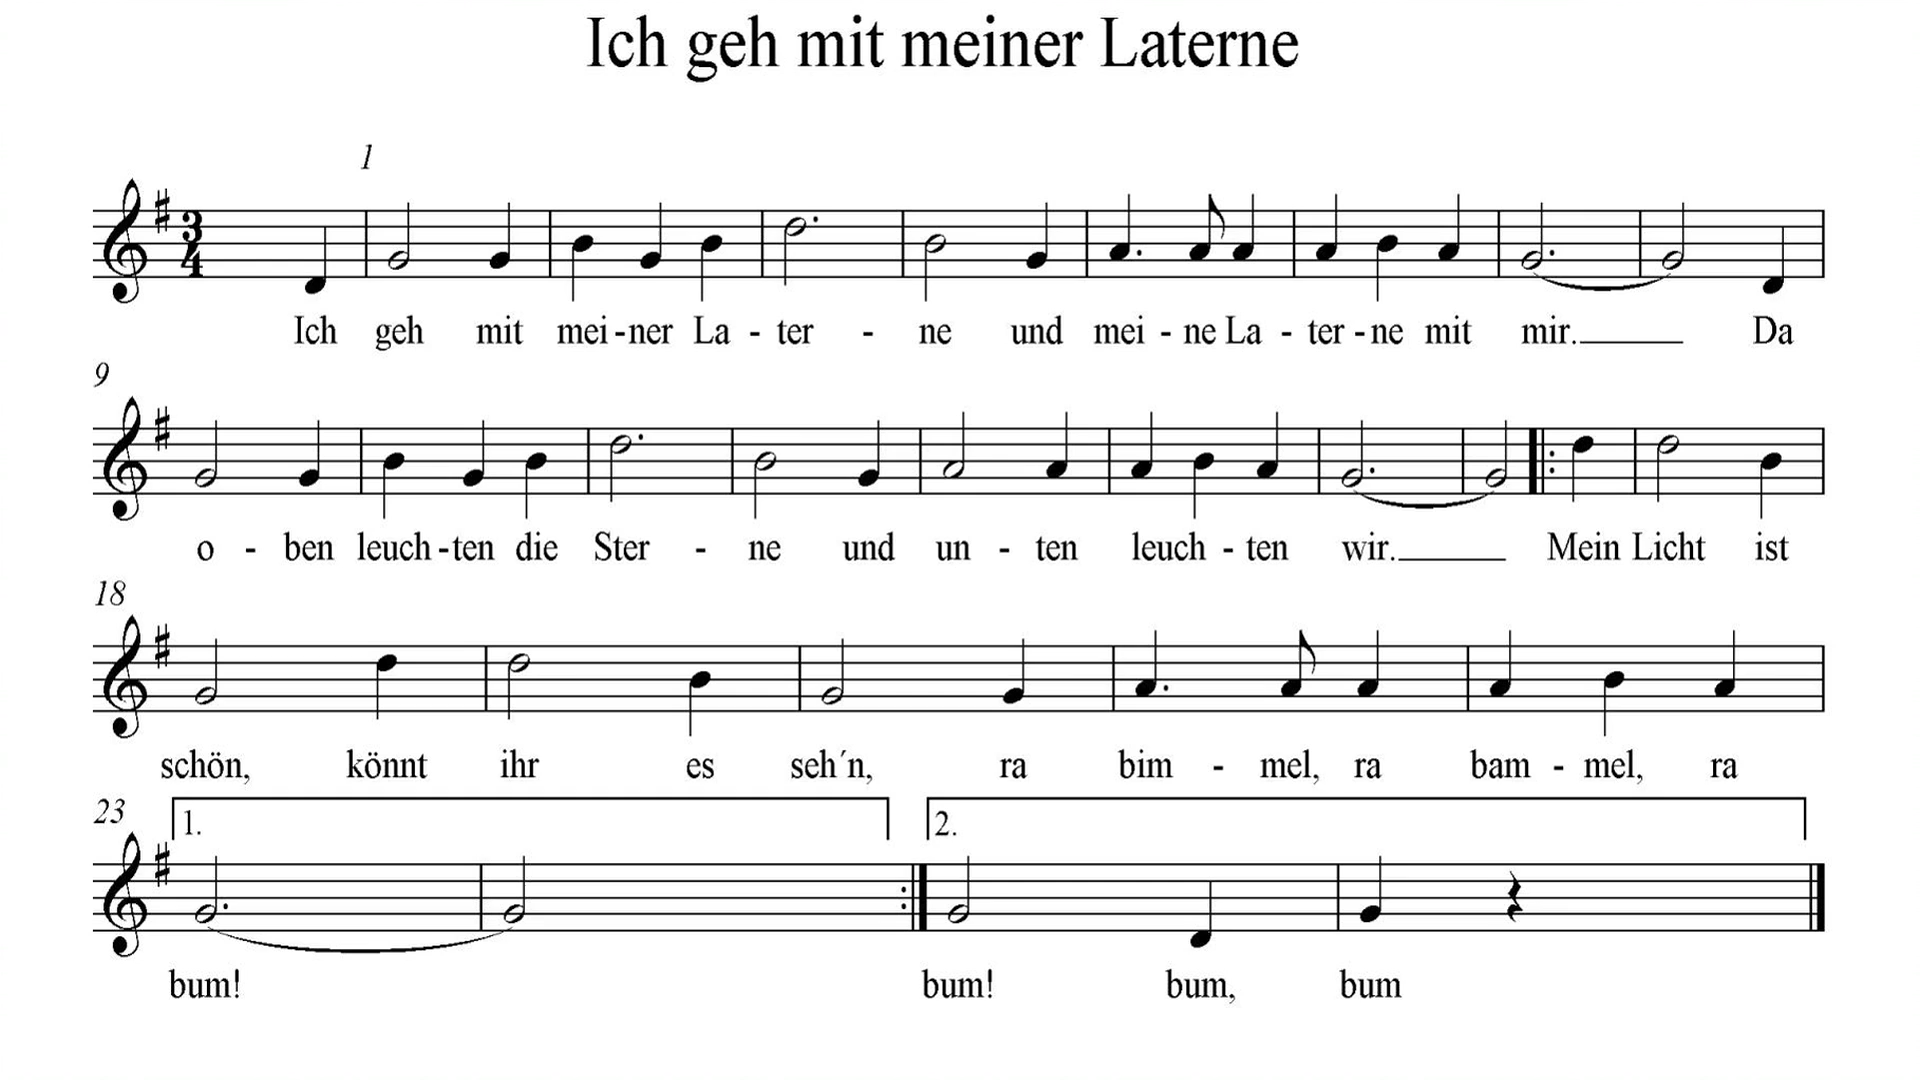 Ich geh mit meiner Laterne
1
3
4
Ich geh mit mei - ner La - ter - ne und mei - ne La - ter - ne mit mir. Da
9
o - ben leuch - ten die Ster - ne und un - ten leuch - ten wir. Mein Licht ist
18
schön, könnt ihr es seh´n, ra bim - mel, ra bam - mel, ra
23
1. 2.
bum! bum! bum, bum